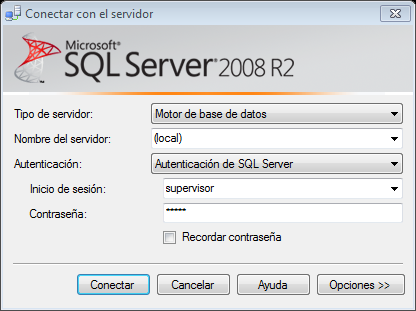 Conectar con el servidor
Microsoft®
SQL Server® 2008 R2
Tipo de servidor: Motor de base de datos
Nombre del servidor: (local)
Autenticación: Autenticación de SQL Server
Inicio de sesión: supervisor
Contraseña: *****
Recordar contraseña
Conectar Cancelar Ayuda Opciones >>